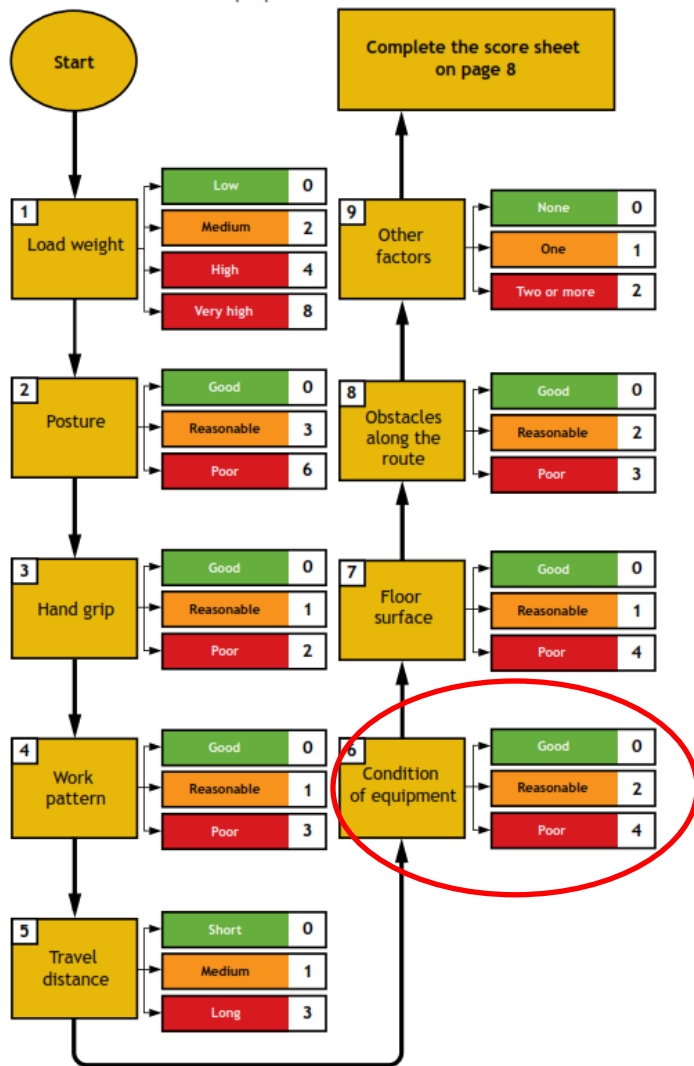 Start
1
Load weight
Low 0
Medium 2
High 4
Very high 8
2
Posture
Good 0
Reasonable 3
Poor 6
3
Hand grip
Good 0
Reasonable 1
Poor 2
4
Work
pattern
Good 0
Reasonable 1
Poor 3
5
Travel
distance
Short 0
Medium 1
Long 3
6
Condition
of equipment
Good 0
Reasonable 2
Poor 4
7
Floor
surface
Good 0
Reasonable 1
Poor 4
8
Obstacles
along the
route
Good 0
Reasonable 2
Poor 3
9
Other
factors
None 0
One 1
Two or more 2
Complete the score sheet
on page 8